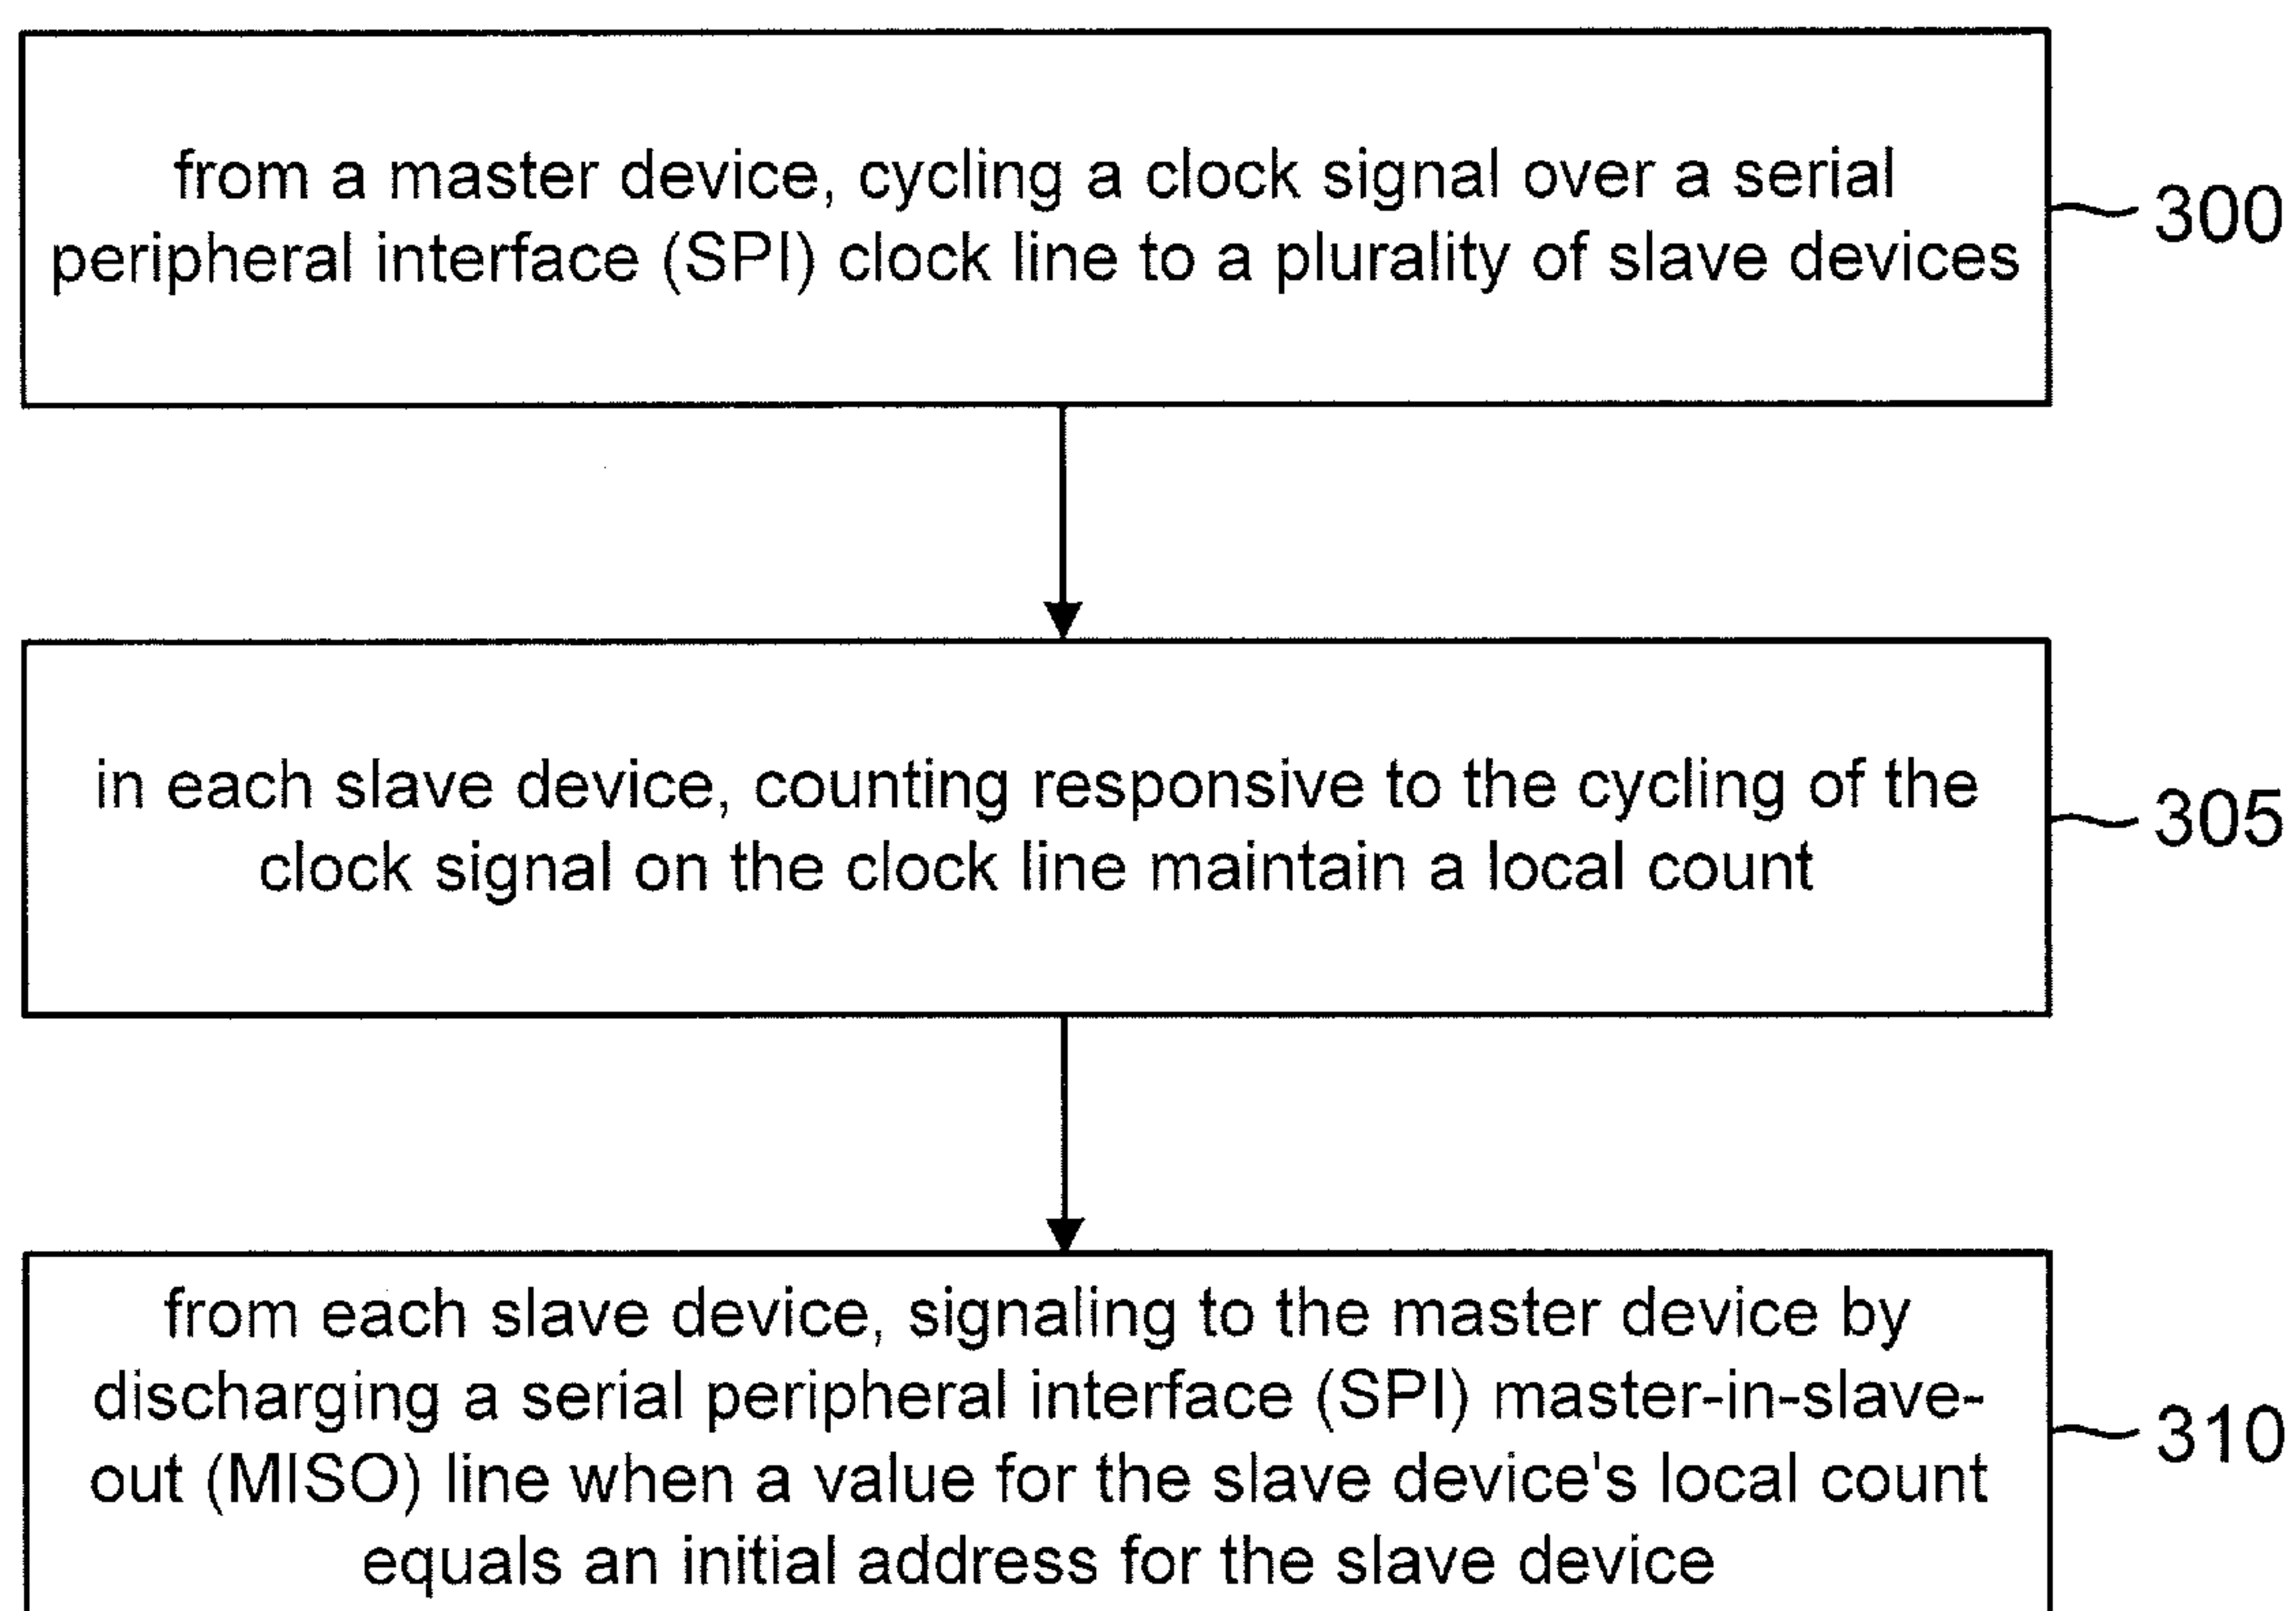 from a master device, cycling a clock signal over a serial
peripheral interface (SPI) clock line to a plurality of slave devices
300
in each slave device, counting responsive to the cycling of the
clock signal on the clock line maintain a local count
305
from each slave device, signaling to the master device by
discharging a serial peripheral interface (SPI) master-in-slave-
out (MISO) line when a value for the slave device's local count
equals an initial address for the slave device
310